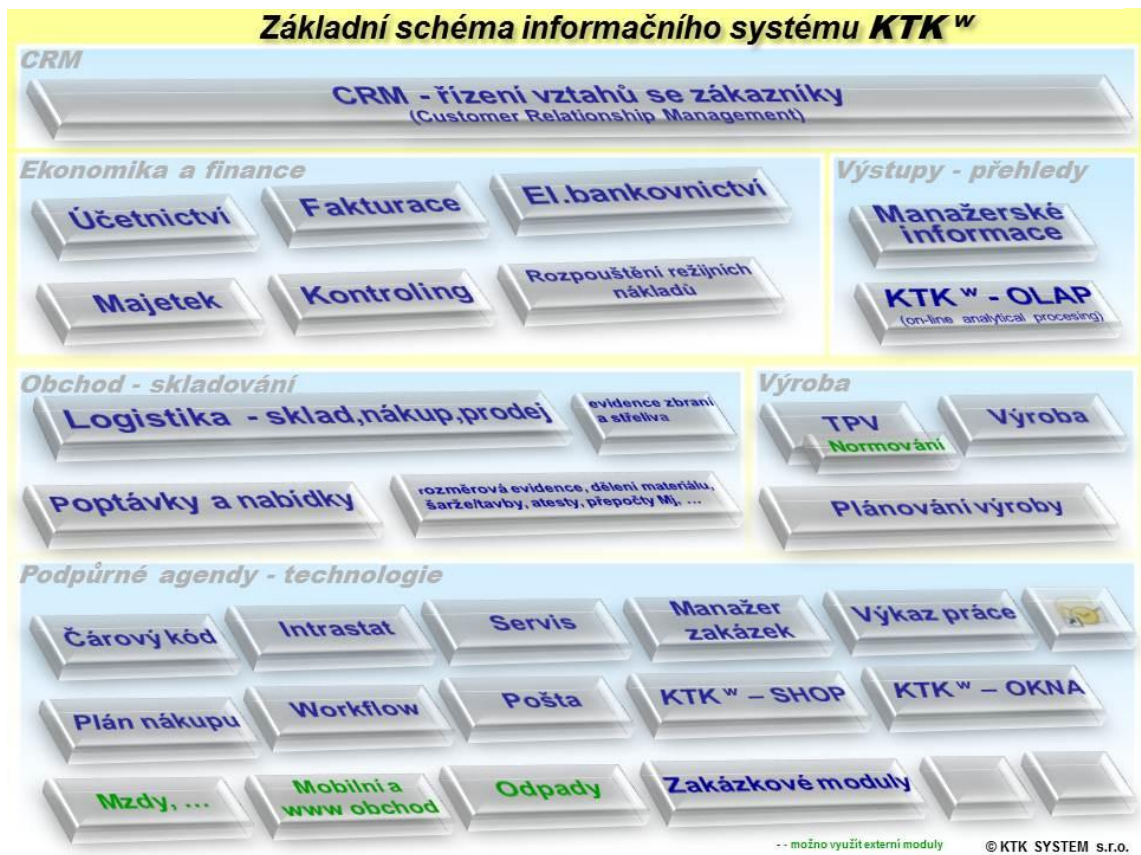 Základní schéma informačního systému KTK w
CRM
CRM - řízení vztahů se zákazníky
(Customer Relationship Management)
Ekonomika a finance
Účetnictví
Fakturace
El.bankovnictví
Majetek
Kontroling
Rozpouštění režijních
nákladů
Výstupy - přehledy
Manažerské
informace
KTK w - OLAP
(on-line analytical procesing)
Obchod - skladování
Logistika - sklad,nákup,prodej
evidence zbraní
a střeliva
Poptávky a nabídky
rozměrová evidence, dělení materiálu,
šarže/tavby, atesty, přepočty Mj, ...
Výroba
TPV
Normování
Výroba
Plánování výroby
Podpůrné agendy - technologie
Čárový kód
Intrastat
Servis
Manažer
zakázek
Výkaz práce
Plán nákupu
Workflow
Pošta
KTK w – SHOP
KTK w – OKNA
Mzdy, ...
Mobilní a
www obchod
Odpady
Zakázkové moduly
- - možno využít externí moduly
© KTK SYSTEM s.r.o.